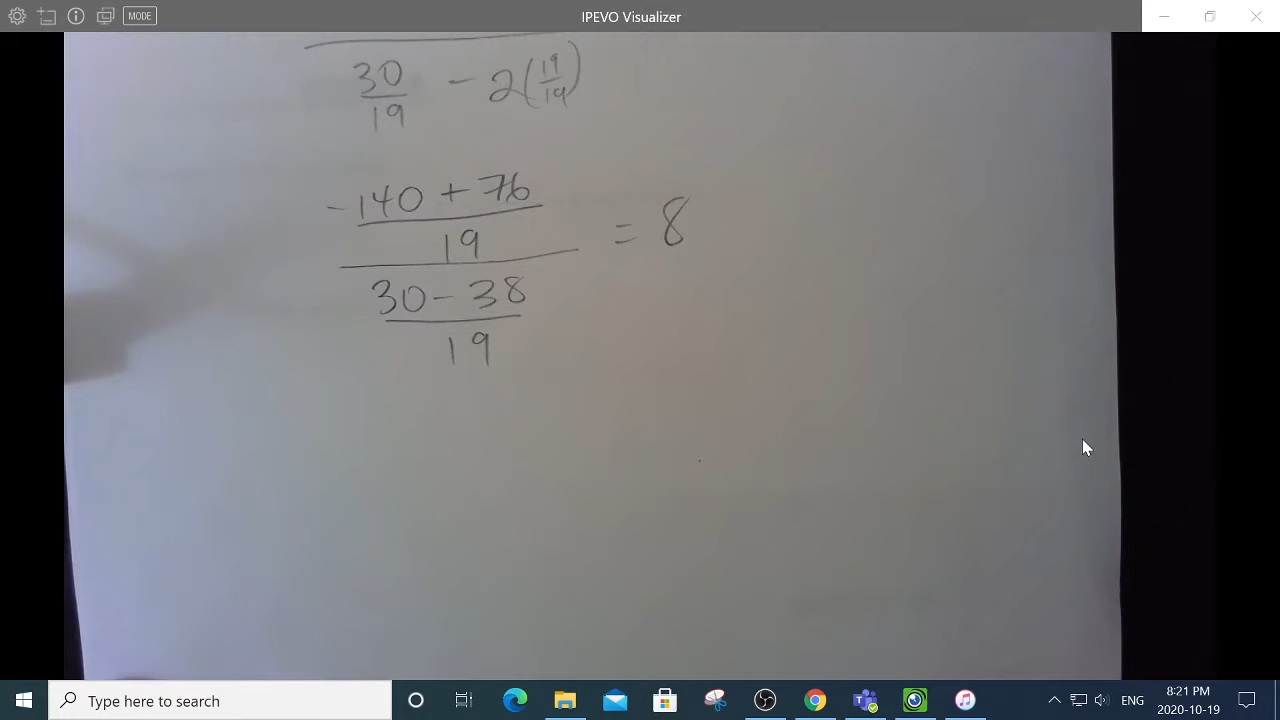 MODE
IPEVO Visualizer
30/19 - 2(19/19)
-140 + 76
19
= 8
30 - 38
19
Type here to search
ENG
8:21 PM
2020-10-19